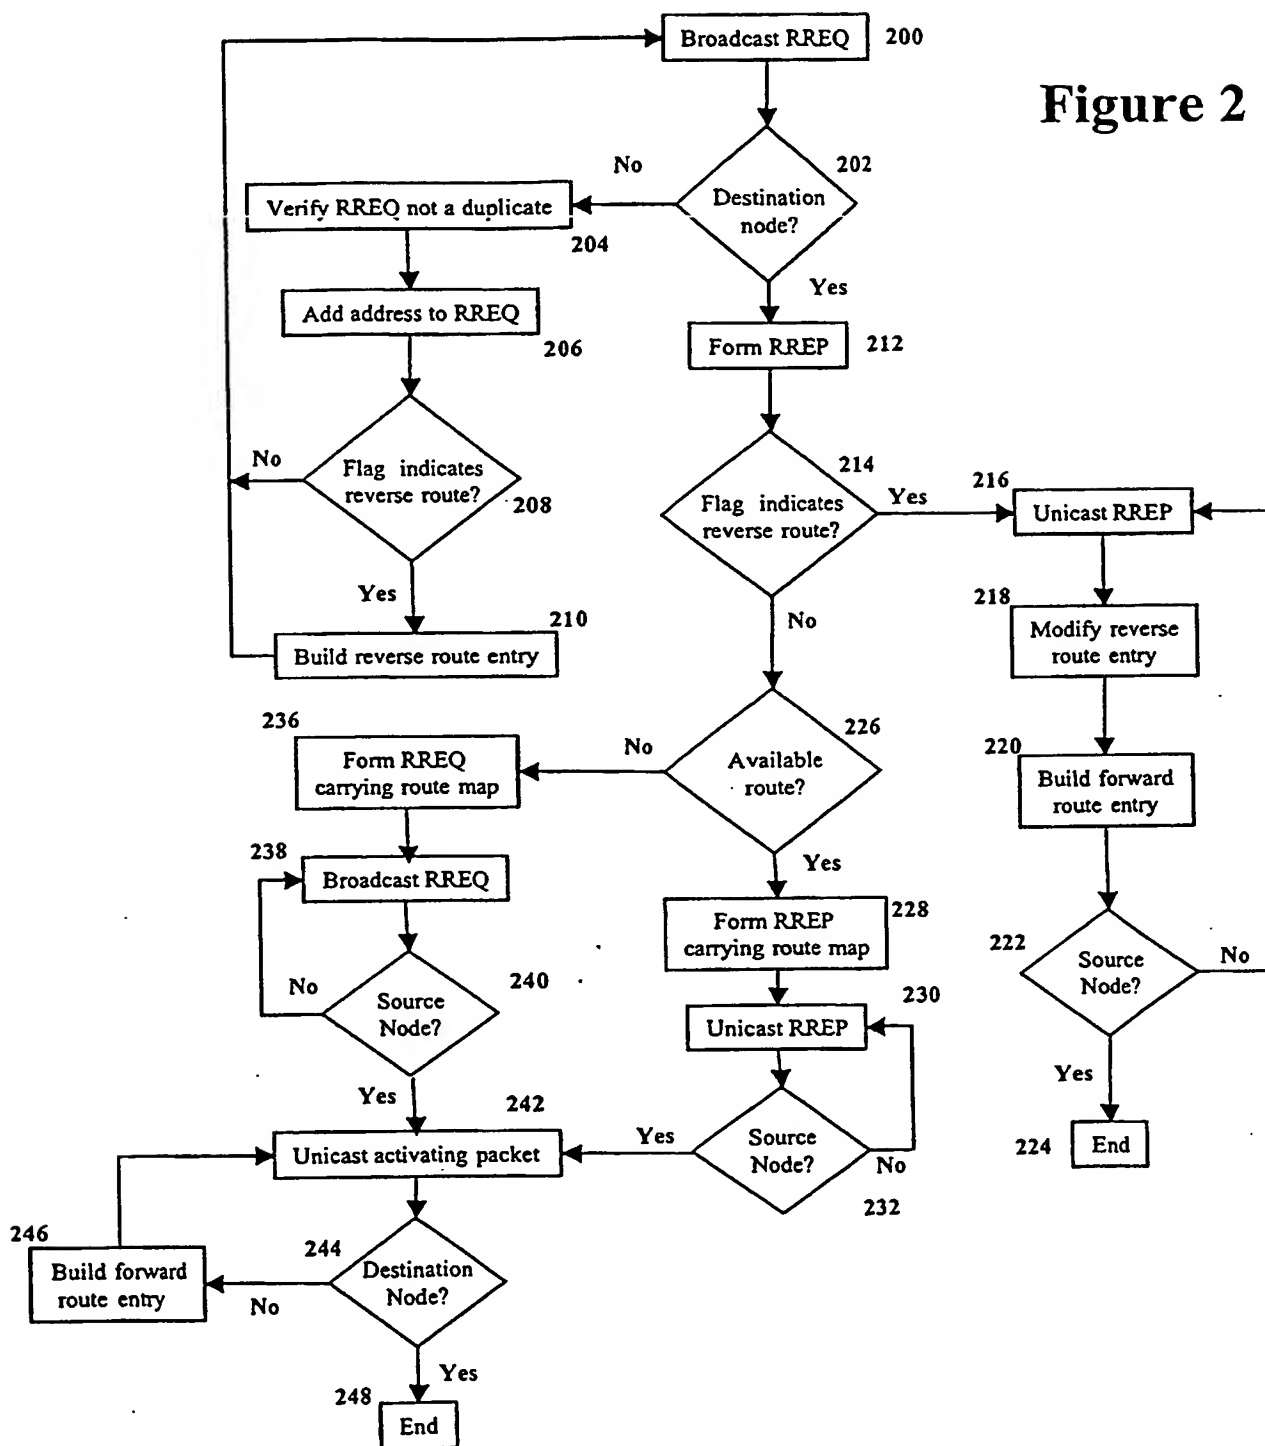 Broadcast RREQ
200
Figure 2
202
No
Destination
node?
Verify RREQ not a duplicate
204
Yes
Add address to RREQ
206
Form RREP
212
No
Flag indicates
reverse route?
208
214
Flag indicates
reverse route?
Yes
216
Unicast RREP
Yes
210
Build reverse route entry
No
218
Modify reverse
route entry
236
Form RREQ
carrying route map
No
226
Available
route?
220
Build forward
route entry
238
Broadcast RREQ
Yes
Form RREP
carrying route map
228
222
Source
Node?
No
No
Source
Node?
240
230
Unicast RREP
Yes
Yes
242
Unicast activating packet
Yes
Source
Node?
No
232
224
End
246
Build forward
route entry
244
Destination
Node?
No
Yes
248
End